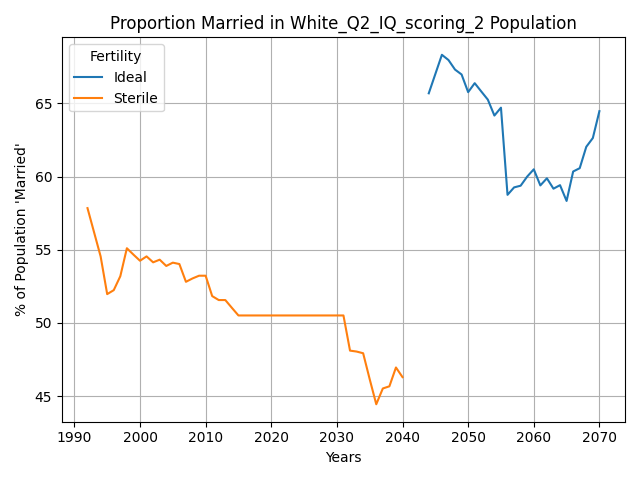 Proportion Married in White_Q2_IQ_scoring_2 Population
Fertility
Ideal
Sterile
% of Population 'Married'
65
60
55
50
45
1990 2000 2010 2020 2030 2040 2050 2060 2070
Years